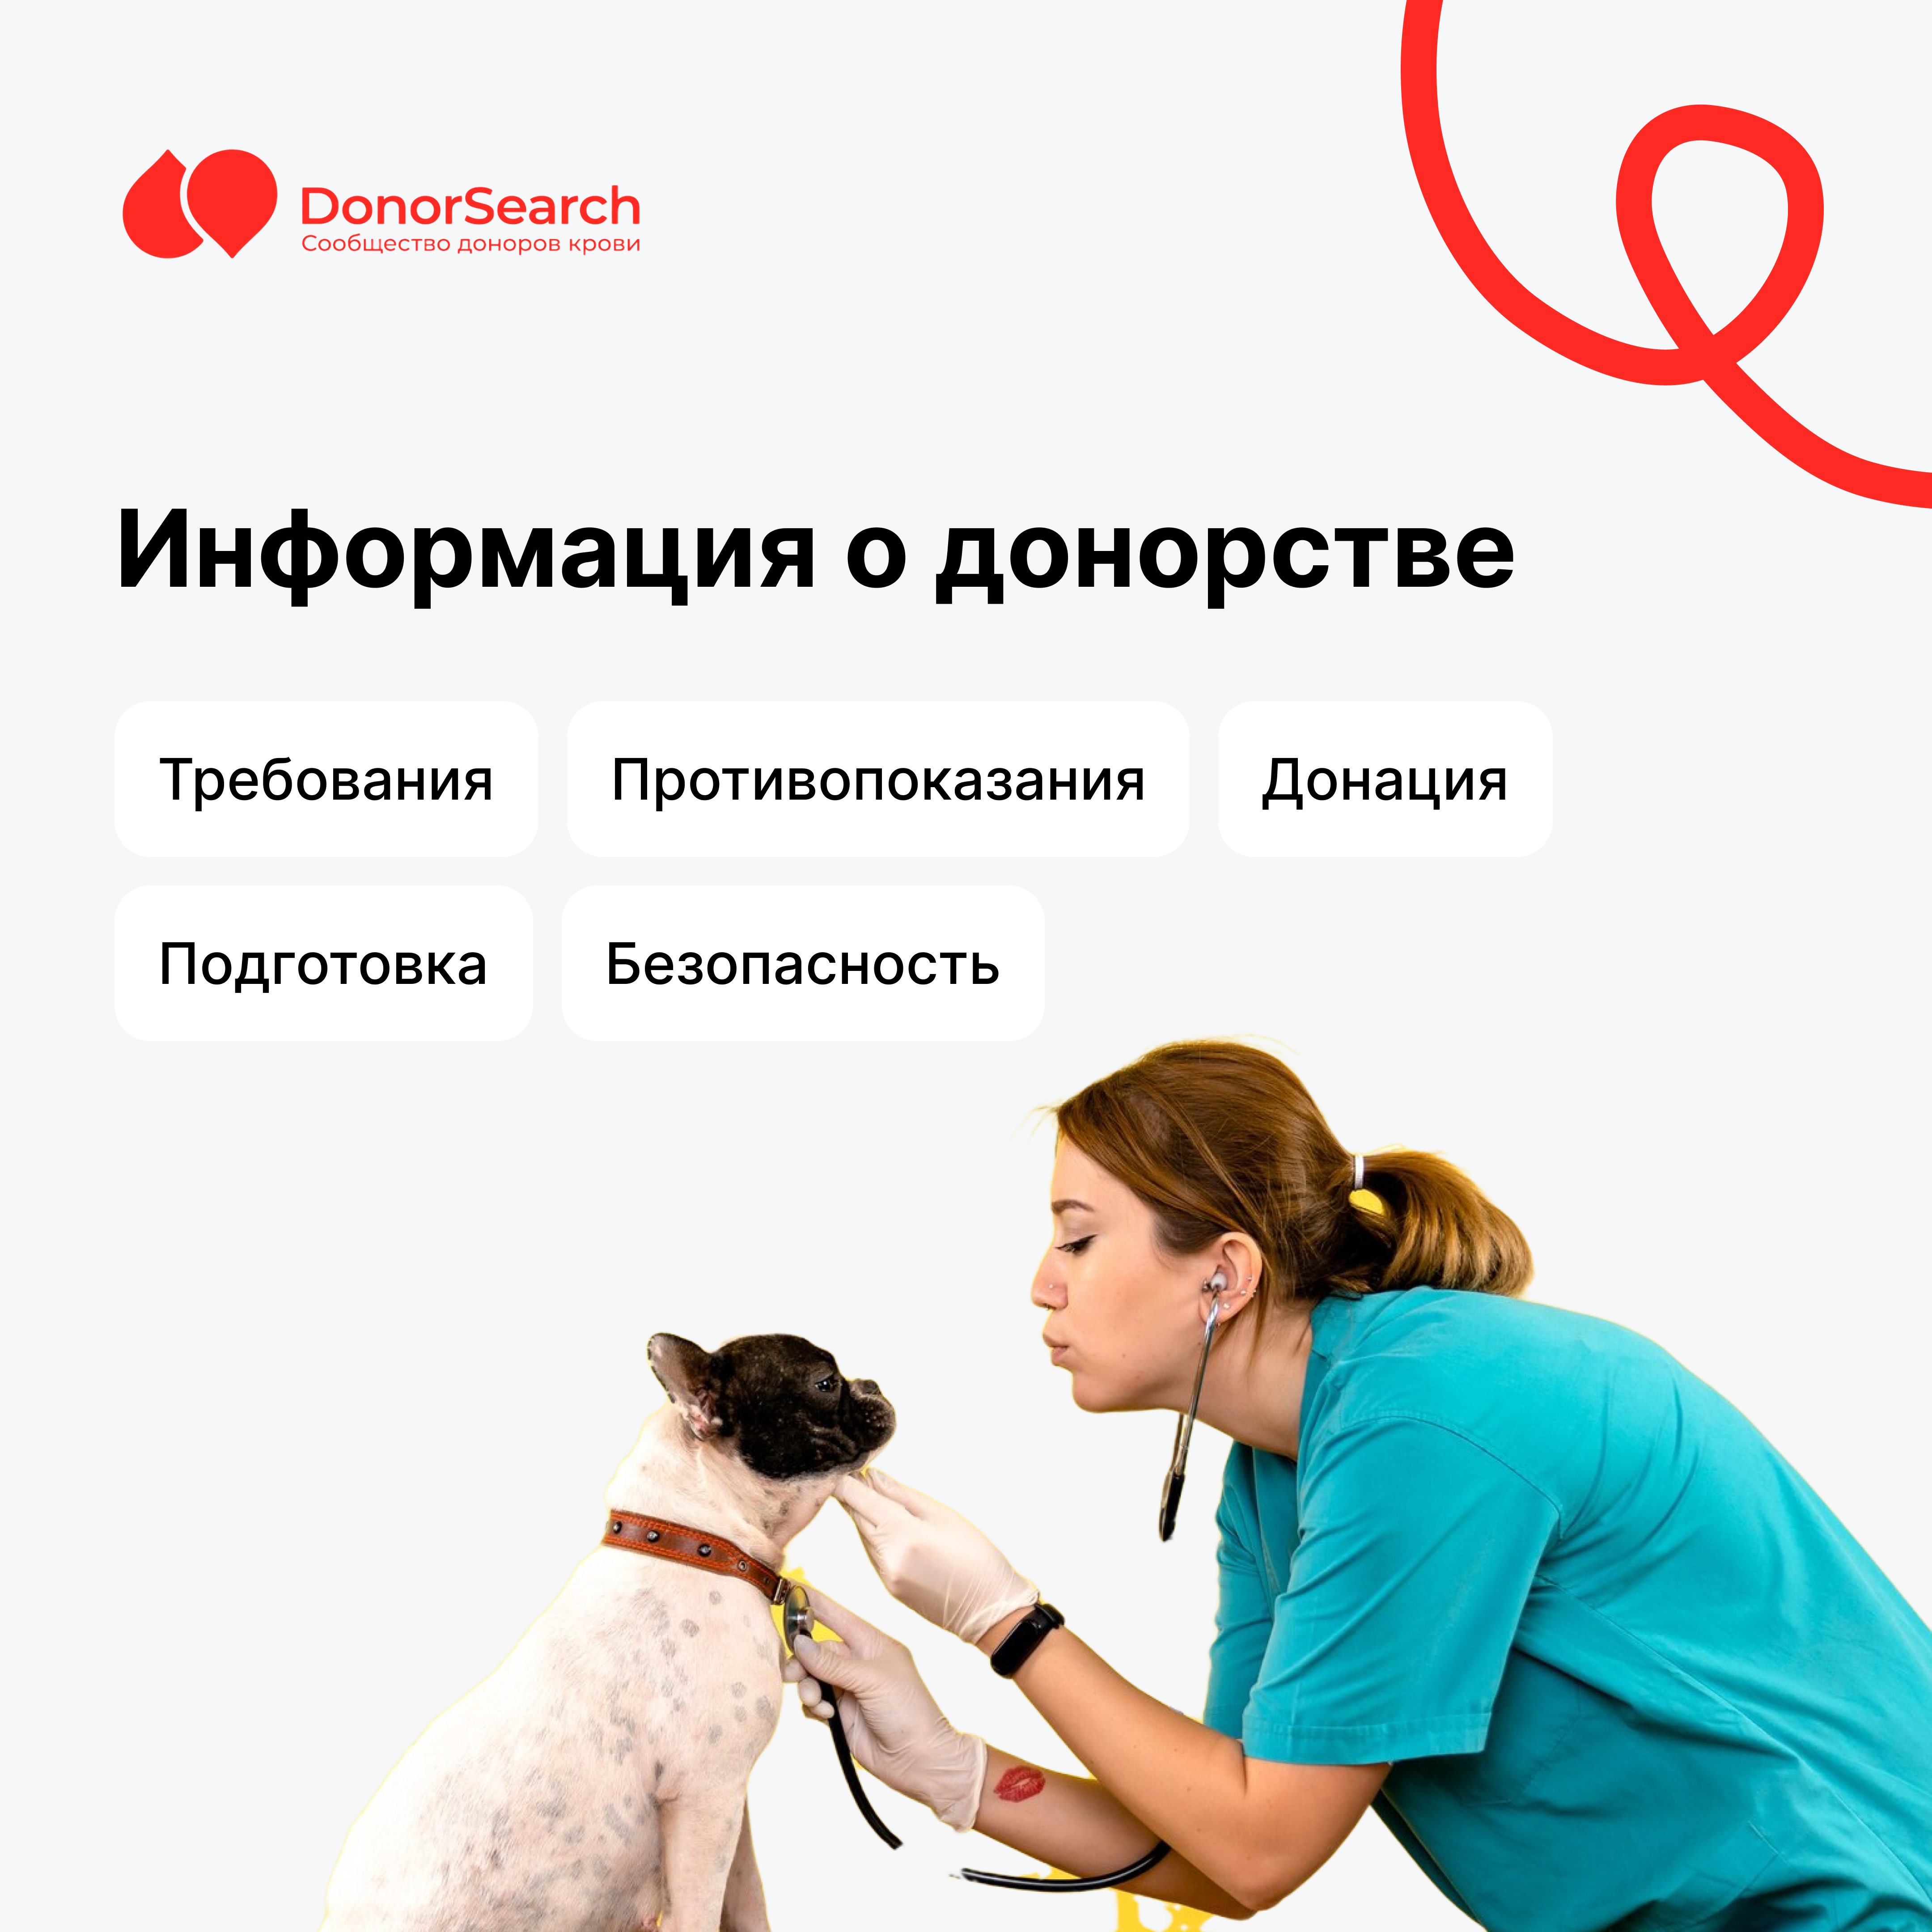 DonorSearch
Сообщество доноров крови
Информация о донорстве
Требования
Противопоказания
Донация
Подготовка
Безопасность